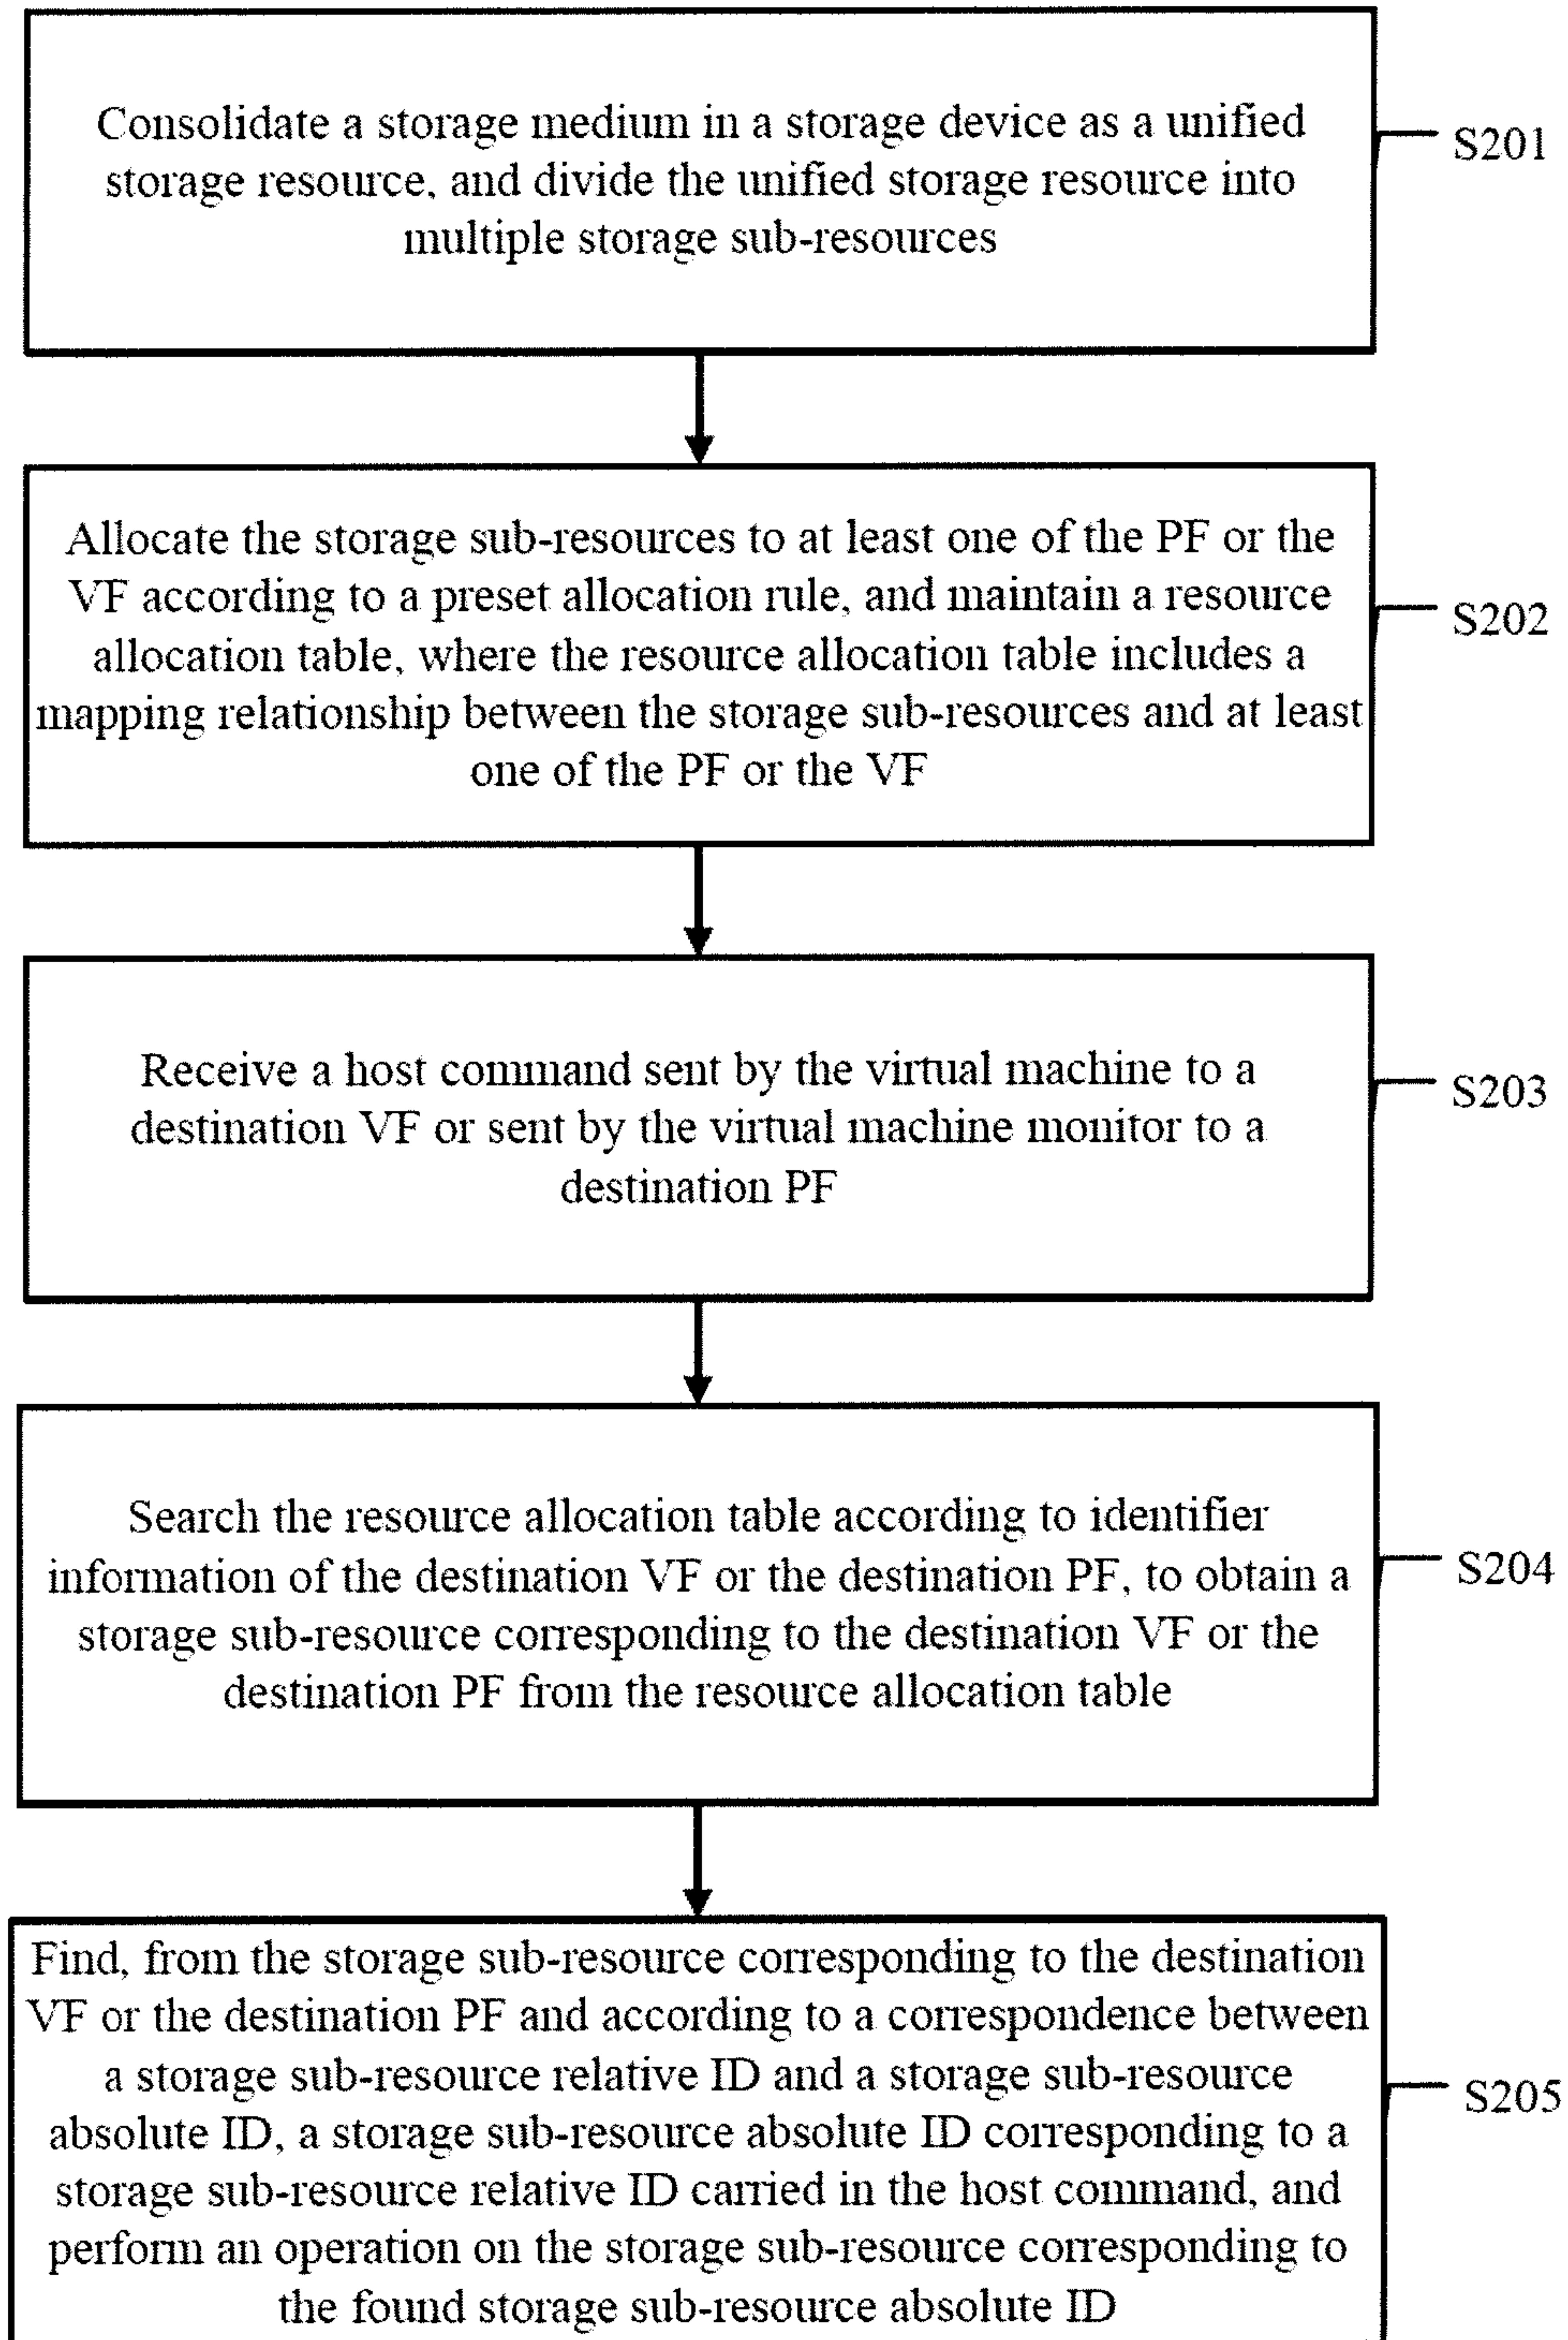 Consolidate a storage medium in a storage device as a unified
storage resource, and divide the unified storage resource into
multiple storage sub-resources
S201
Allocate the storage sub-resources to at least one of the PF or the
VF according to a preset allocation rule, and maintain a resource
allocation table, where the resource allocation table includes a
mapping relationship between the storage sub-resources and at least
one of the PF or the VF
S202
Receive a host command sent by the virtual machine to a
destination VF or sent by the virtual machine monitor to a
destination PF
S203
Search the resource allocation table according to identifier
information of the destination VF or the destination PF, to obtain a
storage sub-resource corresponding to the destination VF or the
destination PF from the resource allocation table
S204
Find, from the storage sub-resource corresponding to the destination
VF or the destination PF and according to a correspondence between
a storage sub-resource relative ID and a storage sub-resource
absolute ID, a storage sub-resource absolute ID corresponding to a
storage sub-resource relative ID carried in the host command, and
perform an operation on the storage sub-resource corresponding to
the found storage sub-resource absolute ID
S205